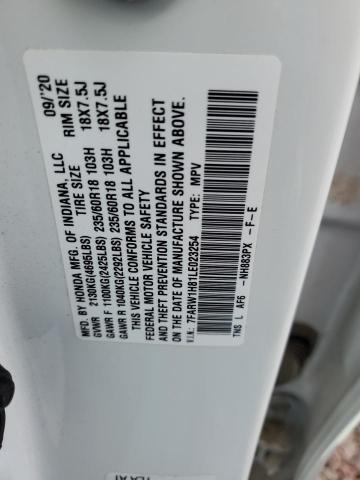 MFD. BY HONDA MFG. OF INDIANA, LLC 09/'20
TIRE SIZE RIM SIZE
GVWR 2130KG(4695LBS)
GAWR F 1100KG(2425LBS) 235/60R18 103H 18X7.5J
GAWR R 1040KG(2292LBS) 235/60R18 103H 18X7.5J
THIS VEHICLE CONFORMS TO ALL APPLICABLE
FEDERAL MOTOR VEHICLE SAFETY
AND THEFT PREVENTION STANDARDS IN EFFECT
ON THE DATE OF MANUFACTURE SHOWN ABOVE.
V.I.N.: 7FARW1H81LE023254 TYPE: MPV
TNS L AF6 -NH883PX -F-E